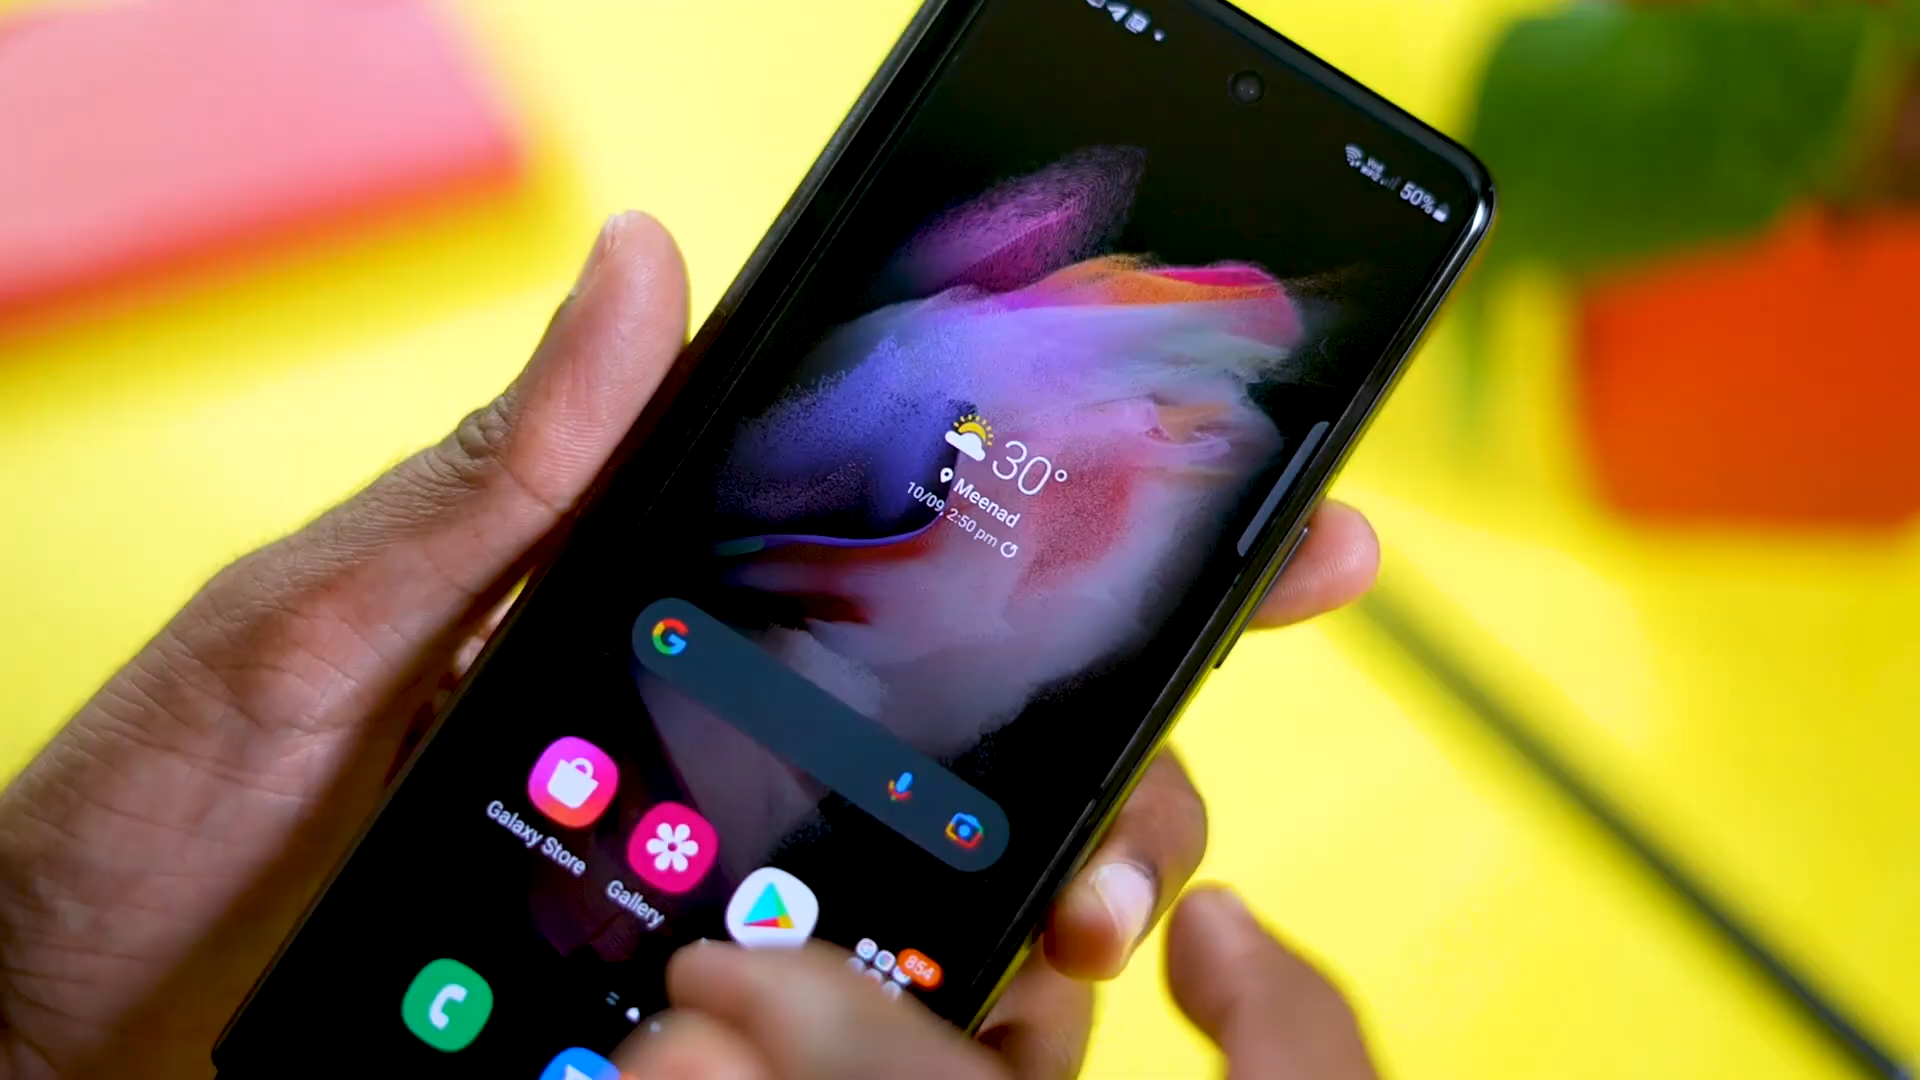 50%
30°
Meenad
10/09, 2:50 pm
Galaxy Store
Gallery
854